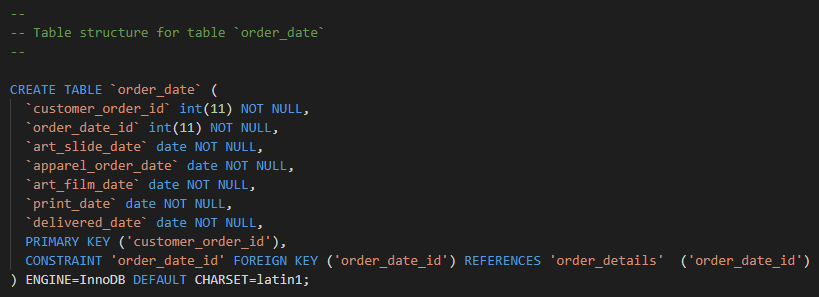 --
-- Table structure for table `order_date`
--
CREATE TABLE `order_date` (
`customer_order_id` int(11) NOT NULL,
`order_date_id` int(11) NOT NULL,
`art_slide_date` date NOT NULL,
`apparel_order_date` date NOT NULL,
`art_film_date` date NOT NULL,
`print_date` date NOT NULL,
`delivered_date` date NOT NULL,
PRIMARY KEY ('customer_order_id'),
CONSTRAINT 'order_date_id' FOREIGN KEY ('order_date_id') REFERENCES 'order_details'  ('order_date_id')
) ENGINE=InnoDB DEFAULT CHARSET=latin1;